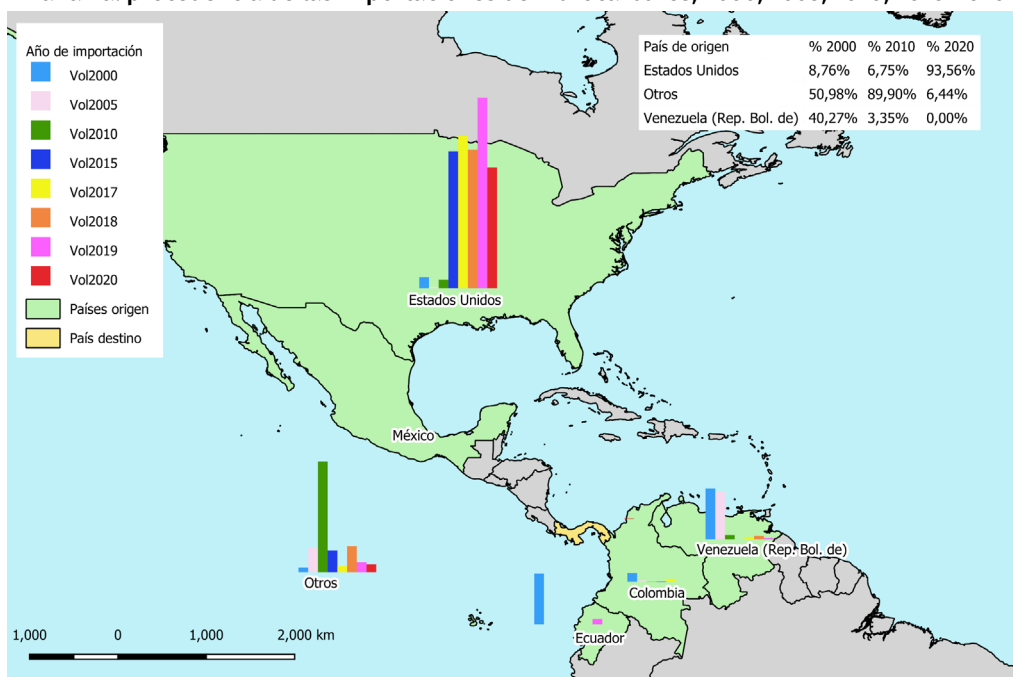 Año de importación
Vol2000
Vol2005
Vol2010
Vol2015
Vol2017
Vol2018
Vol2019
Vol2020
Países origen
País destino
País de origen % 2000 % 2010 % 2020
Estados Unidos 8,76% 6,75% 93,56%
Otros 50,98% 89,90% 6,44%
Venezuela (Rep. Bol. de) 40,27% 3,35% 0,00%
Estados Unidos
México
Otros
Venezuela (Rep. Bol. de)
Colombia
Ecuador
1,000 0 1,000 2,000 km